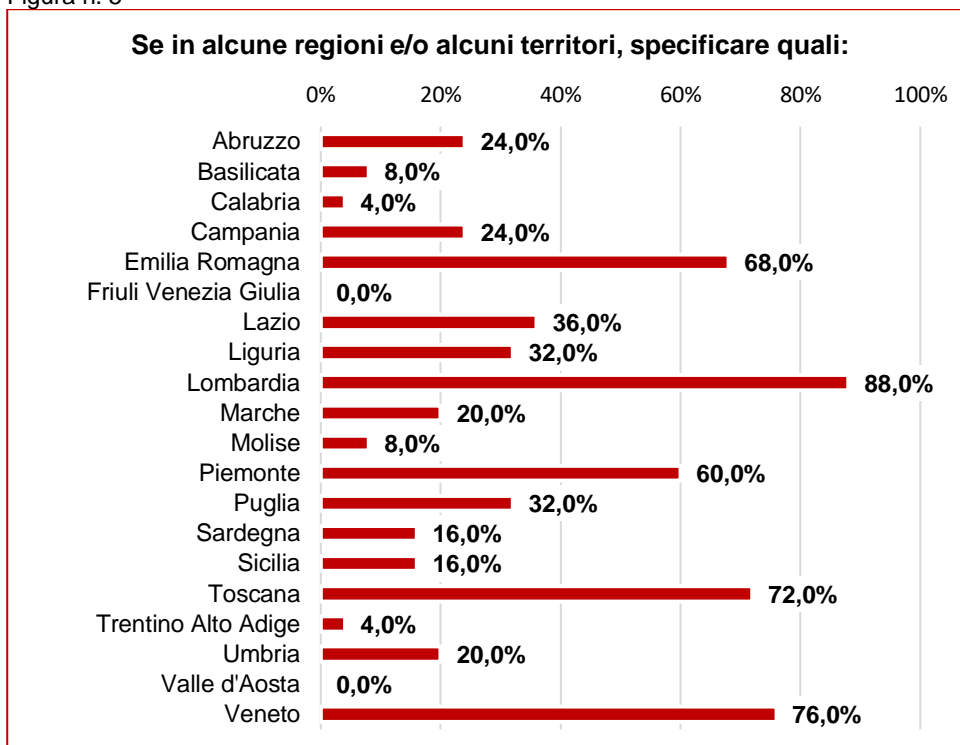 Se in alcune regioni e/o alcuni territori, specificare quali:
0% 20% 40% 60% 80% 100%
Abruzzo 24,0%
Basilicata 8,0%
Calabria 4,0%
Campania 24,0%
Emilia Romagna 68,0%
Friuli Venezia Giulia 0,0%
Lazio 36,0%
Liguria 32,0%
Lombardia 88,0%
Marche 20,0%
Molise 8,0%
Piemonte 60,0%
Puglia 32,0%
Sardegna 16,0%
Sicilia 16,0%
Toscana 72,0%
Trentino Alto Adige 4,0%
Umbria 20,0%
Valle d'Aosta 0,0%
Veneto 76,0%